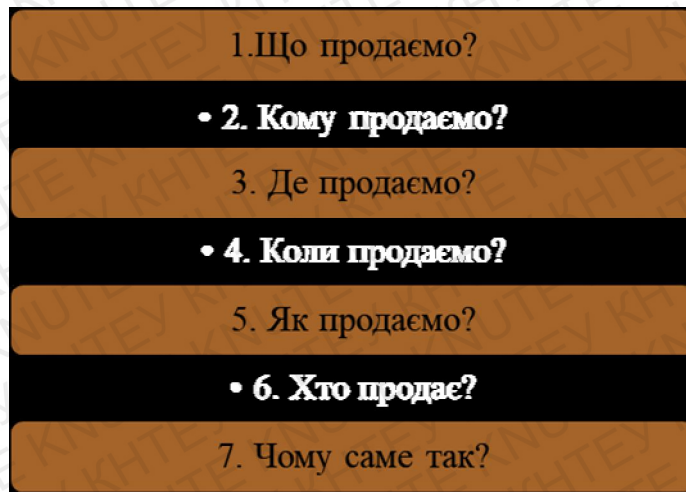 1.Що продаємо?
• 2. Кому продаємо?
3. Де продаємо?
• 4. Коли продаємо?
5. Як продаємо?
• 6. Хто продає?
7. Чому саме так?